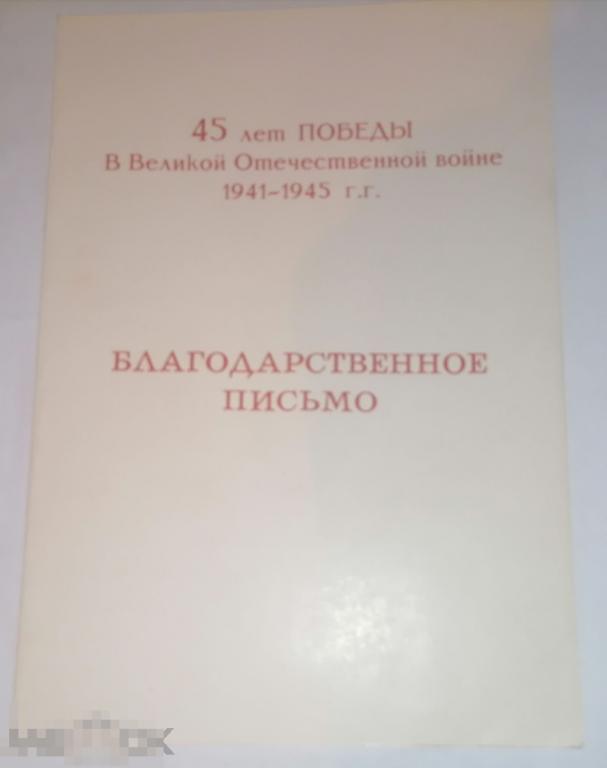 45 лет ПОБЕДЫ
В Великой Отечественной войне
1941-1945 г.г.
БЛАГОДАРСТВЕННОЕ
ПИСЬМО